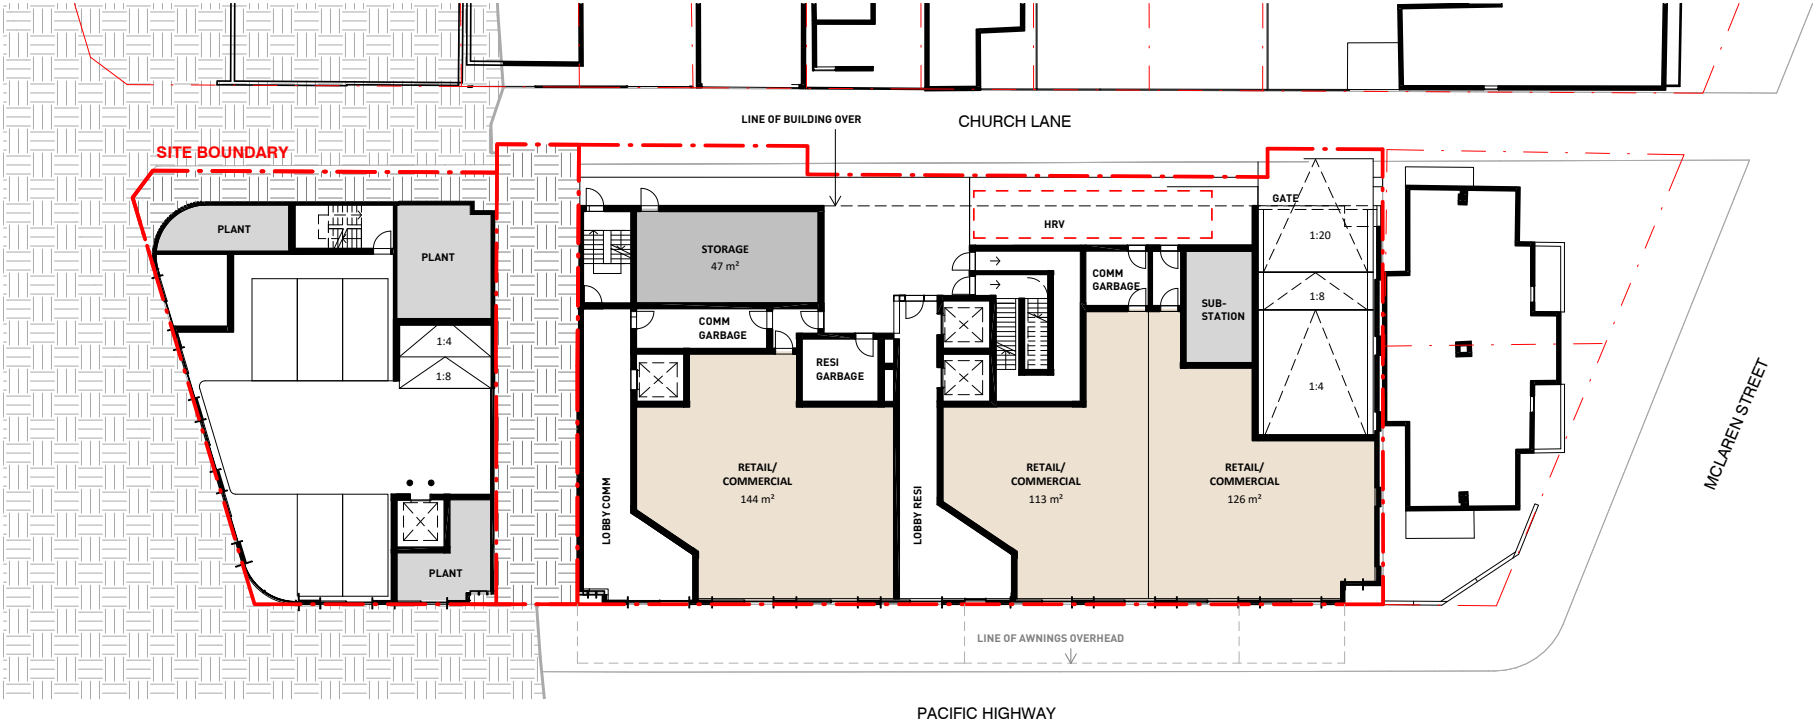 LINE OF BUILDING OVER
CHURCH LANE
SITE BOUNDARY
GATE
PLANT
HRV
1:20
STORAGE
47 m²
PLANT
COMM
GARBAGE
1:8
SUB-
STATION
COMM
GARBAGE
1:4
RESI
GARBAGE
1:8
1:4
MCLAREN STREET
RETAIL/
COMMERCIAL
144 m²
RETAIL/
COMMERCIAL
113 m²
RETAIL/
COMMERCIAL
126 m²
LOBBY COMM
LOBBY RESI
PLANT
LINE OF AWNINGS OVERHEAD
PACIFIC HIGHWAY